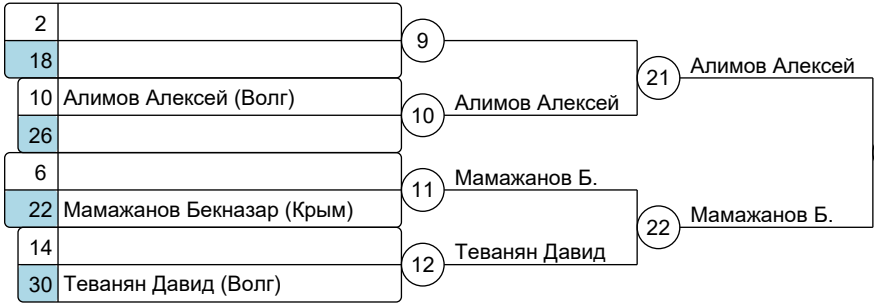 2
18
9
10 Алимов Алексей (Волг)
26
10
Алимов Алексей
21
Алимов Алексей
6
22 Мамажанов Бекназар (Крым)
11
Мамажанов Б.
14
30 Теванян Давид (Волг)
12
Теванян Давид
22
Мамажанов Б.